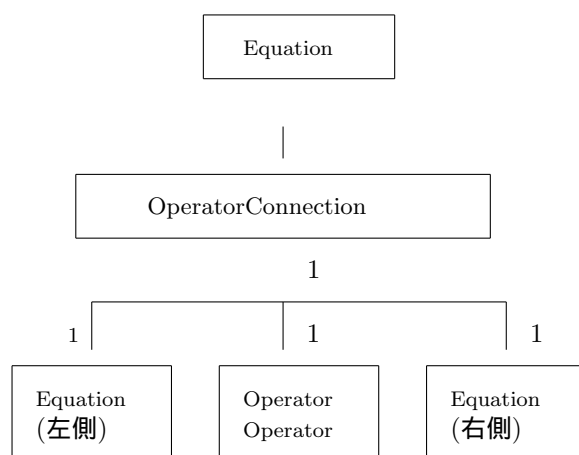 Equation
OperatorConnection
1
1 1 1
Equation Operator Equation
(左側) Operator (右側)